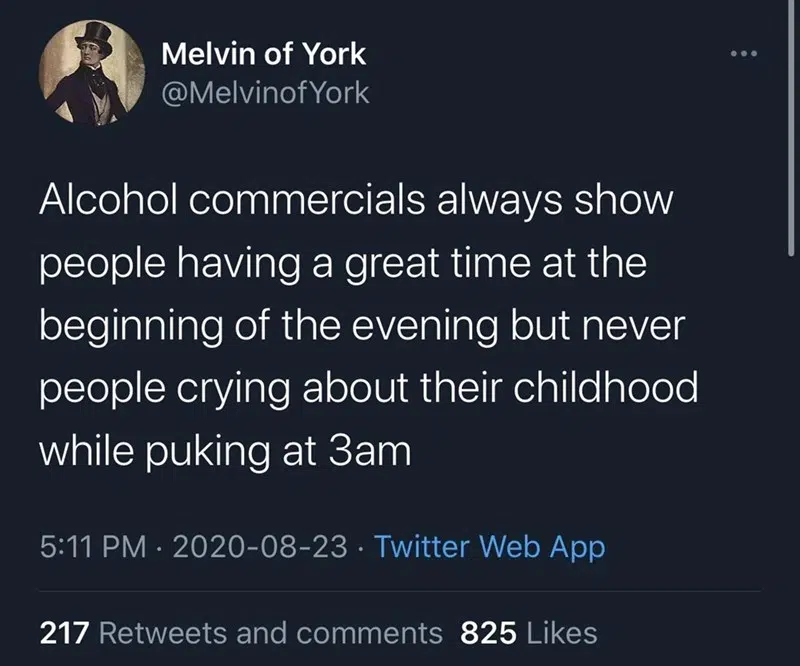 Melvin of York
@MelvinofYork
Alcohol commercials always show
people having a great time at the
beginning of the evening but never
people crying about their childhood
while puking at 3am
5:11 PM · 2020-08-23 · Twitter Web App
217 Retweets and comments 825 Likes